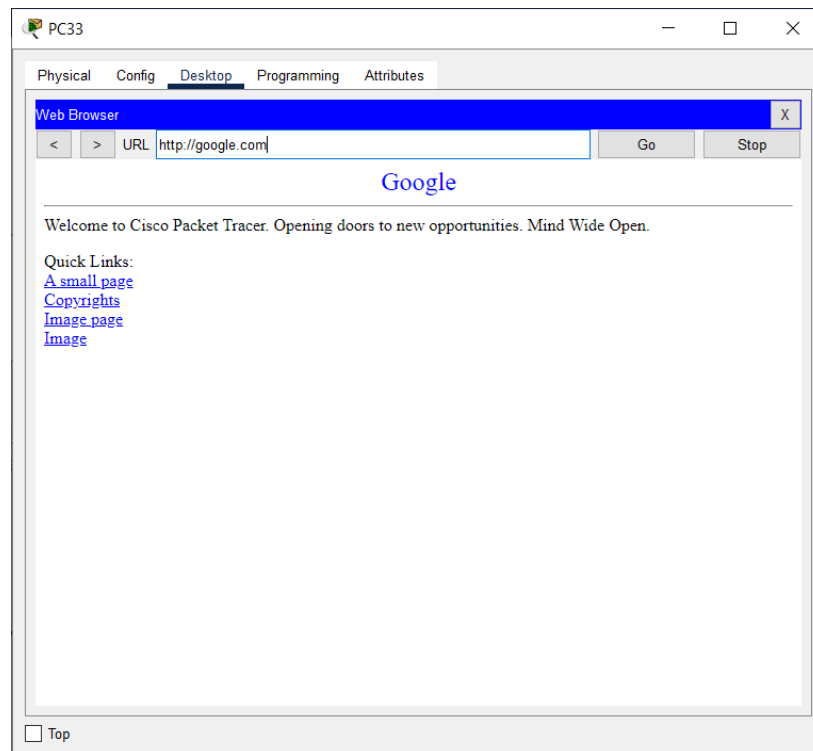 PC33
Physical Config Desktop Programming Attributes
Web Browser X
< > URL http://google.com Go Stop
Google
Welcome to Cisco Packet Tracer. Opening doors to new opportunities. Mind Wide Open.
Quick Links:
A small page
Copyrights
Image page
Image
Top